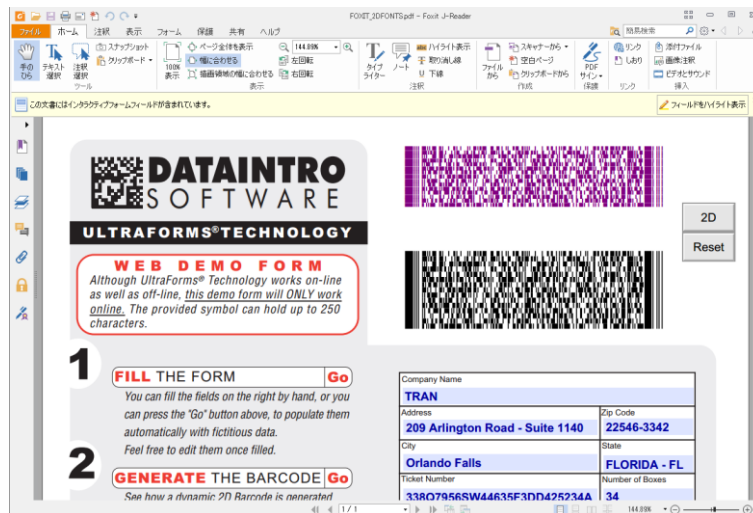 FOXIT_2DFONTS.pdf - Foxit J-Reader
ファイル ホーム 注釈 表示 フォーム 保護 共有 ヘルプ
簡易検索
手の
ひら
テキスト
選択
注釈
選択
スナップショット
クリップボード
ツール
100%
表示
ページ全体を表示
幅に合わせる
描画領域の幅に合わせる
144.09%
左回転
右回転
表示
タイプ
ライター
ノート
ハイライト表示
取り消し線
下線
注釈
ファイル
から
スキャナーから
空白ページ
クリップボードから
作成
PDF
サイン
保護
リンク
しおり
リンク
添付ファイル
画像注釈
ビデオとサウンド
挿入
この文書にはインタラクティブフォームフィールドが含まれています。
フィールドをハイライト表示
DATAINTRO
SOFTWARE
ULTRAFORMS®TECHNOLOGY
2D
Reset
WEB DEMO FORM
Although UltraForms® Technology works on-line
as well as off-line, this demo form will ONLY work
online. The provided symbol can hold up to 250
characters.
1
FILL THE FORM Go
You can fill the fields on the right by hand, or you
can press the "Go" button above, to populate them
automatically with fictitious data.
Feel free to edit them once filled.
2
GENERATE THE BARCODE Go
See how a dynamic 2D Barcode is generated
Company Name
TRAN
Address
209 Arlington Road - Suite 1140
Zip Code
22546-3342
City
Orlando Falls
State
FLORIDA - FL
Ticket Number
338Q7956SW44635F3DD425234A
Number of Boxes
34
1 / 1
144.09%